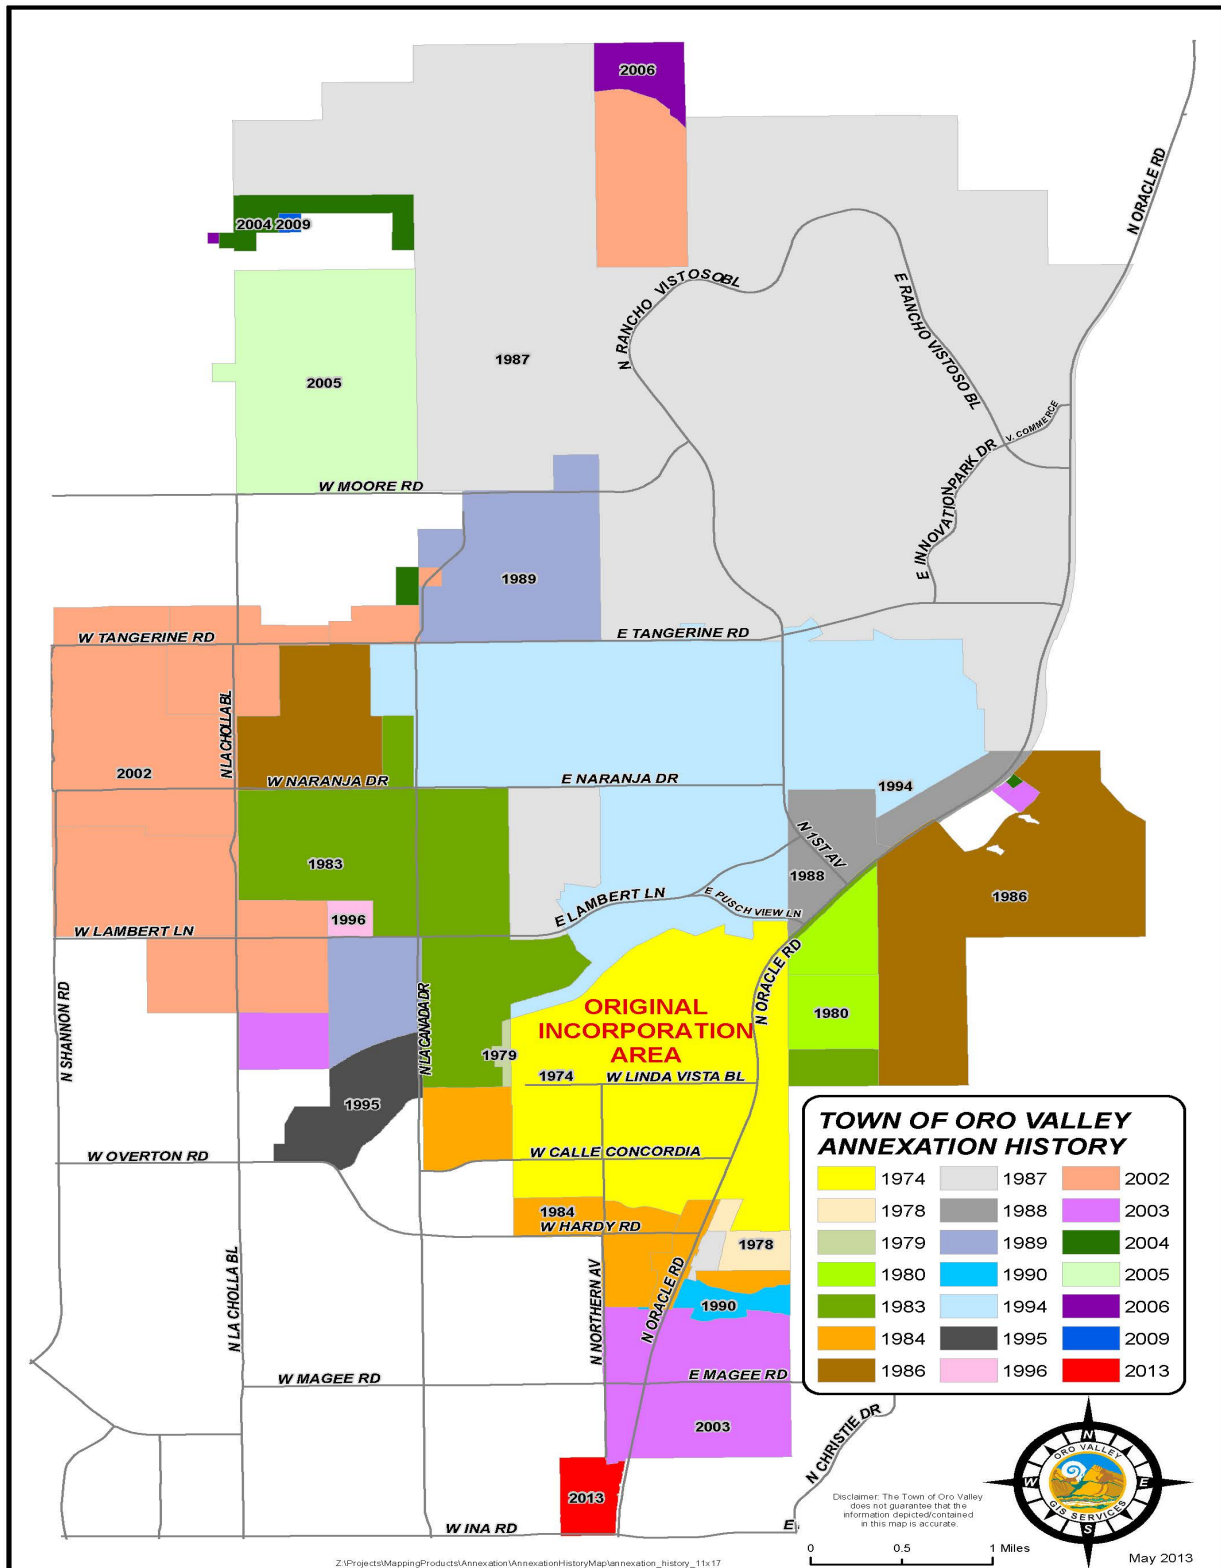 2006
N ORACLE RD
2004
2009
N RANCHO VISTOSO BL
E RANCHO VISTOSO BL
1987
2005
V. COMMERCE
E INNOVATION PARK DR
W MOORE RD
1989
W TANGERINE RD
E TANGERINE RD
N LA CHOLLA BL
2002
W NARANJA DR
E NARANJA DR
1994
N 1ST AV
1983
1988
1986
E LAMBERT LN
E PUSCH VIEW LN
1996
W LAMBERT LN
N ORACLE RD
N SHANNON RD
N LA CANADA DR
ORIGINAL
INCORPORATION
AREA
1980
1979
1974
W LINDA VISTA BL
1995
W OVERTON RD
W CALLE CONCORDIA
1984
W HARDY RD
1978
N LA CHOLLA BL
N NORTHERN AV
N ORACLE RD
1990
W MAGEE RD
E MAGEE RD
2003
N CHRISTIE DR
2013
W INA RD
E
TOWN OF ORO VALLEY
ANNEXATION HISTORY
1974 1987 2002
1978 1988 2003
1979 1989 2004
1980 1990 2005
1983 1994 2006
1984 1995 2009
1986 1996 2013
N
W
E
S
ORO VALLEY
GIS SERVICES
Disclaimer: The Town of Oro Valley
does not guarantee that the
information depicted/contained
in this map is accurate.
0 0.5 1 Miles
May 2013
Z:\Projects\MappingProducts\Annexation\AnnexationHistoryMap\annexation_history_11x17